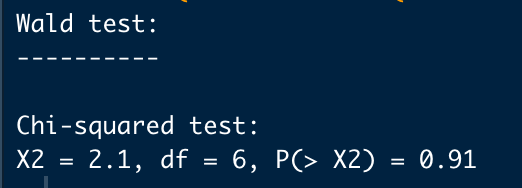 Wald test:
----------
Chi-squared test:
X2 = 2.1, df = 6, P(> X2) = 0.91